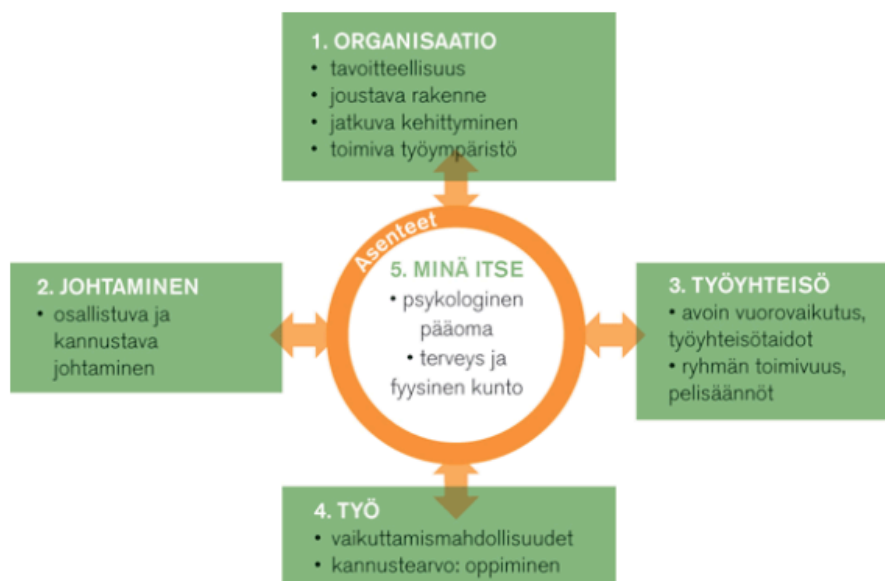 1. ORGANISAATIO
• tavoitteellisuus
• joustava rakenne
• jatkuva kehittyminen
• toimiva työympäristö
Asenteet
2. JOHTAMINEN
• osallistuva ja
kannustava
johtaminen
5. MINÄ ITSE
• psykologinen
pääoma
• terveys ja
fyysinen kunto
3. TYÖYHTEISÖ
• avoin vuorovaikutus,
työyhteisötaidot
• ryhmän toimivuus,
pelisäännöt
4. TYÖ
• vaikuttamismahdollisuudet
• kannustearvo: oppiminen